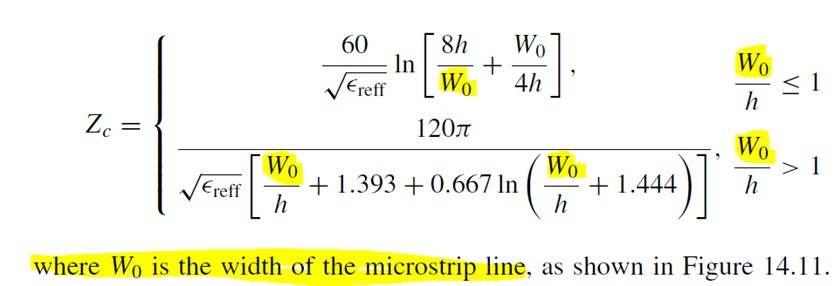 Z_c = { 60/√ϵ_reff ln [ 8h/W_0 + W_0/4h ], W_0/h ≤ 1
120π/(√ϵ_reff [ W_0/h + 1.393 + 0.667 ln ( W_0/h + 1.444 ) ]), W_0/h > 1
where W_0 is the width of the microstrip line, as shown in Figure 14.11.